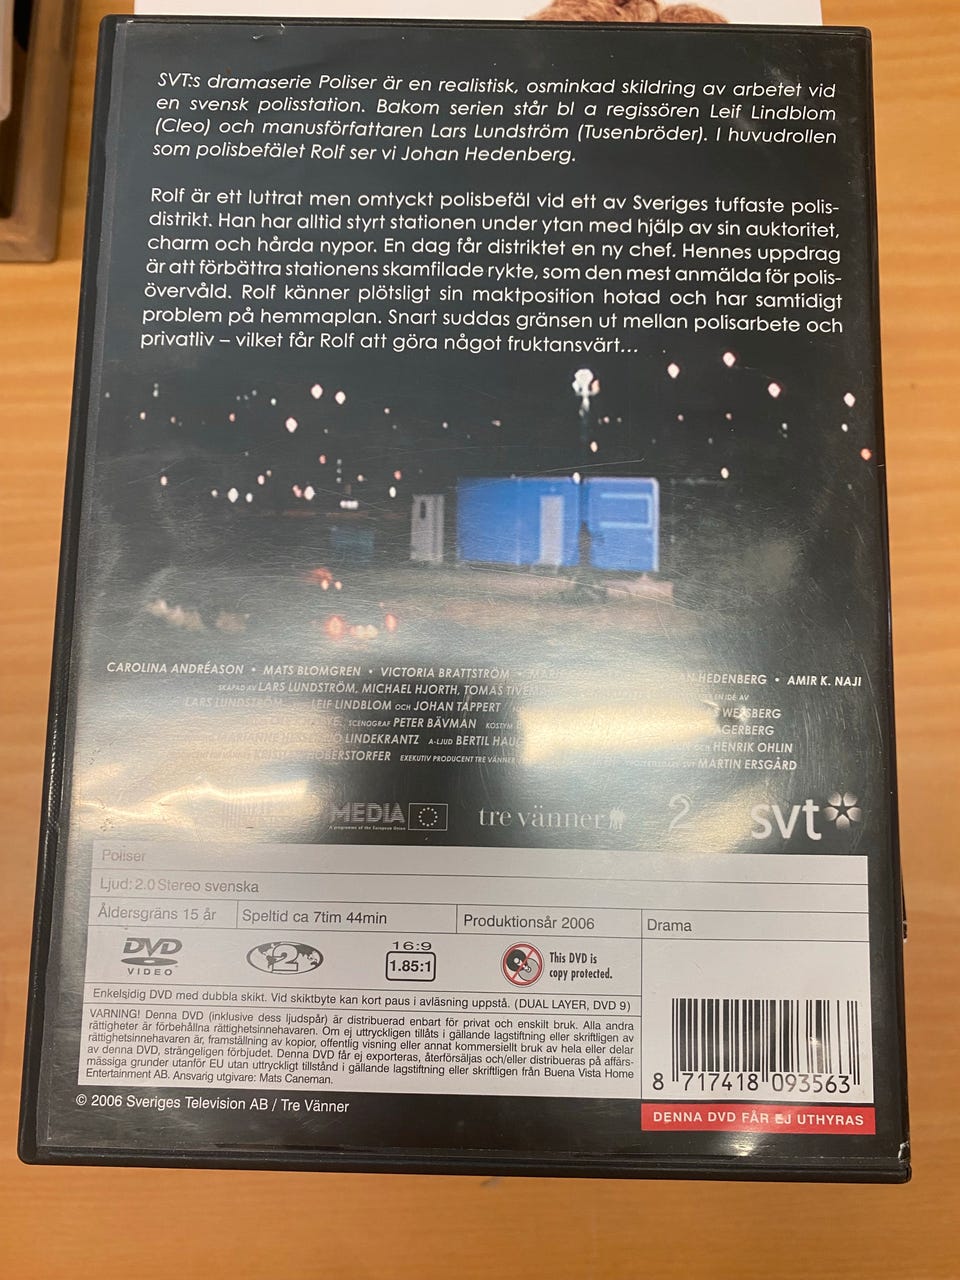 SVT:s dramaserie Poliser är en realistisk, osminkad skildring av arbetet vid
en svensk polisstation. Bakom serien står bl a regissören Leif Lindblom
(Cleo) och manusförfattaren Lars Lundström (Tusenbröder). I huvudrollen
som polisbefälet Rolf ser vi Johan Hedenberg.
Rolf är ett luttrat men omtyckt polisbefäl vid ett av Sveriges tuffaste polis-
distrikt. Han har alltid styrt stationen under ytan med hjälp av sin auktoritet,
charm och hårda nypor. En dag får distriktet en ny chef. Hennes uppdrag
är att förbättra stationens skamfilade rykte, som den mest anmälda för polis-
övervåld. Rolf känner plötsligt sin maktposition hotad och har samtidigt
problem på hemmaplan. Snart suddas gränsen ut mellan polisarbete och
privatliv – vilket får Rolf att göra något fruktansvärt...
CAROLINA ANDRÉASON • MATS BLOMGREN • VICTORIA BRATTSTRÖM • HEDENBERG • AMIR K. NAJI
SKAPAD AV LARS LUNDSTRÖM, MICHAEL HJORTH, TOMAS EN IDÉ AV
LARS LUNDSTRÖM LEIF LINDBLOM OCH JOHAN TAPPERT
SCENOGRAF PETER BÄVMAN KOSTYM
LINDEKRANTZ A-LJUD BERTIL OCH HENRIK OHLIN
EXEKUTIV PRODUCENT TRE VÄNNER SVT MARTIN ERSGÅRD
MEDIA
A programme of the European Union
tre vänner
2
svt
Poliser
Ljud: 2.0 Stereo svenska
Åldersgräns 15 år
Speltid ca 7tim 44min
Produktionsår 2006
Drama
DVD
VIDEO
2
16:9
1.85:1
This DVD is
copy protected.
Enkelsidig DVD med dubbla skikt. Vid skiktbyte kan kort paus i avläsning uppstå. (DUAL LAYER, DVD 9)
VARNING! Denna DVD (inklusive dess ljudspår) är distribuerad enbart för privat och enskilt bruk. Alla andra
rättigheter är förbehållna rättighetsinnehavaren. Om ej uttryckligen tillåts i gällande lagstiftning eller skriftligen av
rättighetsinnehavaren är, framställning av kopior, offentlig visning eller annat kommersiellt bruk av hela eller delar
av denna DVD, strängeligen förbjudet. Denna DVD får ej exporteras, återförsäljas och/eller distribueras på affärs-
mässiga grunder utanför EU utan uttryckligt tillstånd i gällande lagstiftning eller skriftligen från Buena Vista Home
Entertainment AB. Ansvarig utgivare: Mats Caneman.
8 717418 093563
© 2006 Sveriges Television AB / Tre Vänner
DENNA DVD FÅR EJ UTHYRAS